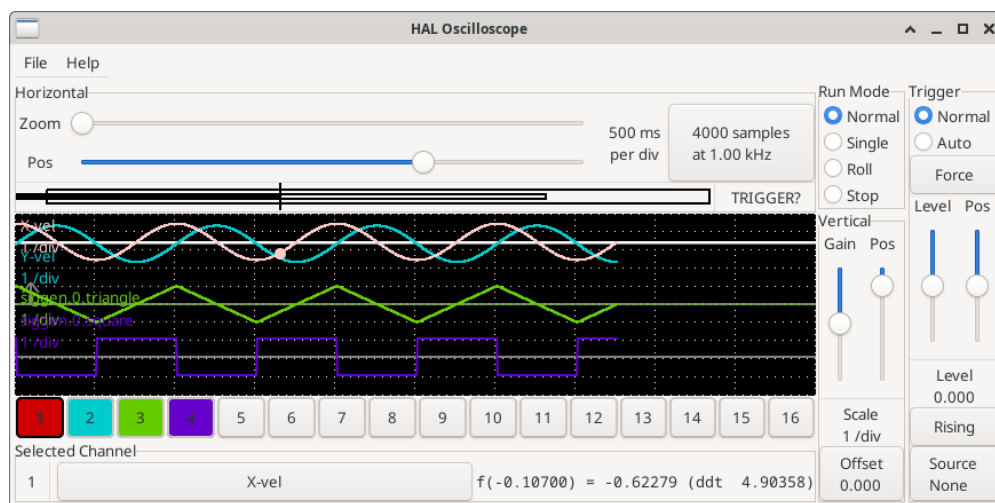 HAL Oscilloscope
File Help
Horizontal
Zoom
Pos
500 ms
per div
4000 samples
at 1.00 kHz
TRIGGER?
X-vel
1 /div
Y-vel
1 /div
siggen.0.triangle
1 /div
siggen.0.square
1 /div
1 2 3 4 5 6 7 8 9 10 11 12 13 14 15 16
Selected Channel
1 X-vel f(-0.10700) = -0.62279 (ddt 4.90358)
Run Mode
Normal
Single
Roll
Stop
Vertical
Gain Pos
Scale
1 /div
Offset
0.000
Trigger
Normal
Auto
Force
Level Pos
Level
0.000
Rising
Source
None